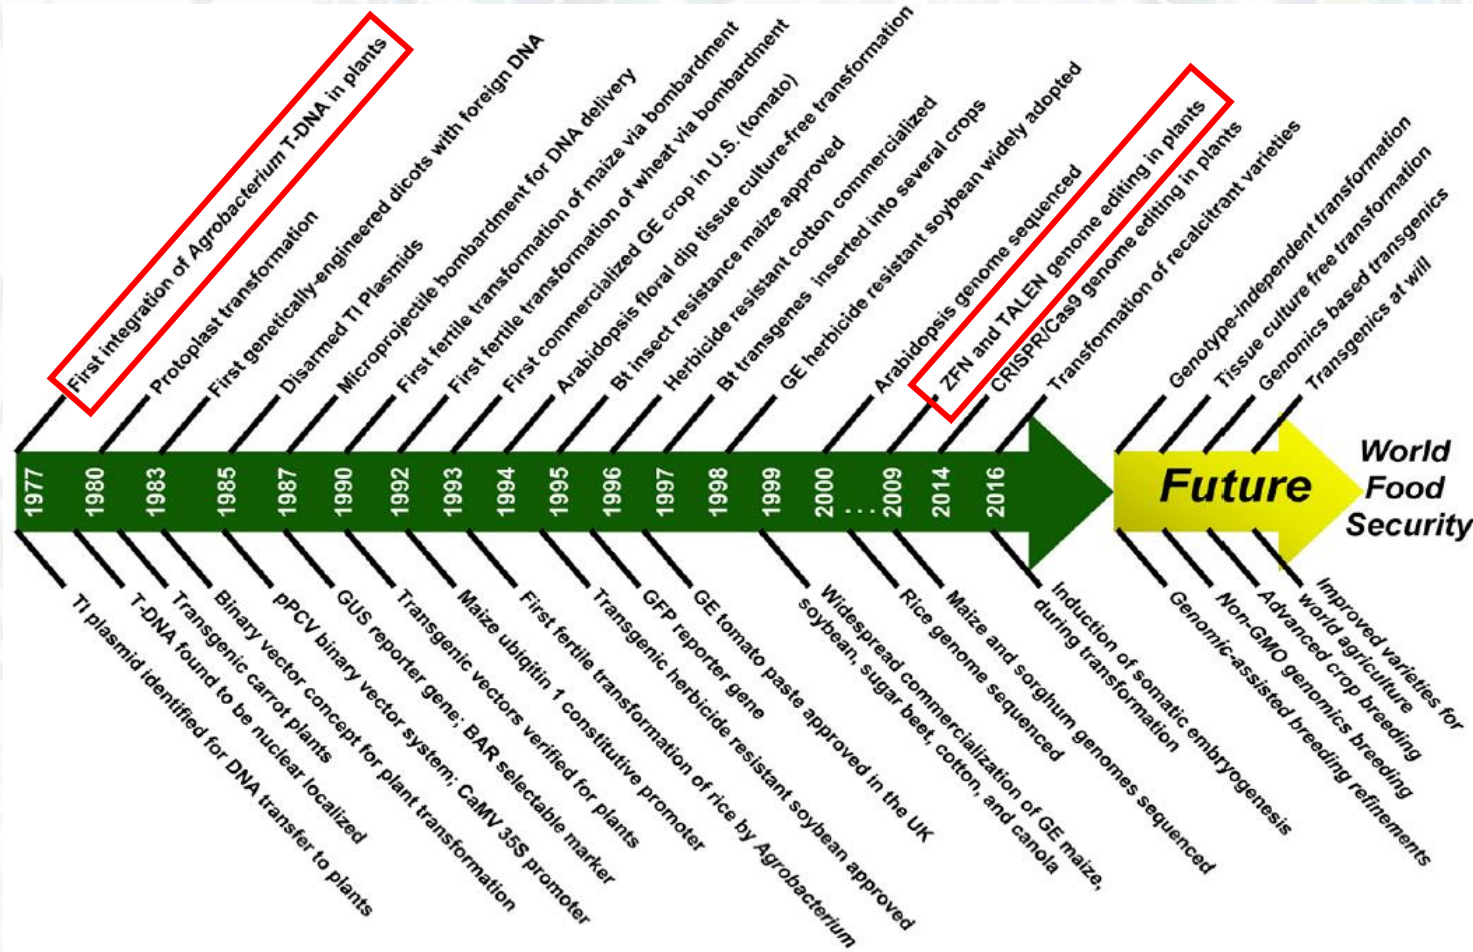 First integration of Agrobacterium T-DNA in plants
Protoplast transformation
First genetically-engineered dicots with foreign DNA
Disarmed TI Plasmids
Microprojectile bombardment for DNA delivery
First fertile transformation of maize via bombardment
First fertile transformation of wheat via bombardment
First commercialized GE crop in U.S. (tomato)
Arabidopsis floral dip tissue culture-free transformation
Bt insect resistance maize approved
Herbicide resistant cotton commercialized
Bt transgenes inserted into several crops
GE herbicide resistant soybean widely adopted
Arabidopsis genome sequenced
ZFN and TALEN genome editing in plants
CRISPR/Cas9 genome editing in plants
Transformation of recalcitrant varieties
Genotype-independent transformation
Tissue culture free transformation
Genomics based transgenics
Transgenics at will
1977
1980
1983
1985
1987
1990
1992
1993
1994
1995
1996
1997
1998
1999
2000
...
2009
2014
2016
Future
World
Food
Security
TI plasmid identified for DNA transfer to plants
T-DNA found to be nuclear localized
Transgenic carrot plants
Binary vector concept for plant transformation
pPCV binary vector system; CaMV 35S promoter
GUS reporter gene; BAR selectable marker
Transgenic vectors verified for plants
Maize ubiqitin 1 constitutive promoter
First fertile transformation of rice by Agrobacterium
Transgenic herbicide resistant soybean approved
GFP reporter gene
GE tomato paste approved in the UK
Widespread commercialization of GE maize,
soybean, sugar beet, cotton, and canola
Rice genome sequenced
Maize and sorghum genomes sequenced
Induction of somatic embryogenesis
during transformation
Genomic-assisted breeding refinements
Non-GMO genomics breeding
Advanced crop breeding
Improved varieties for
world agriculture